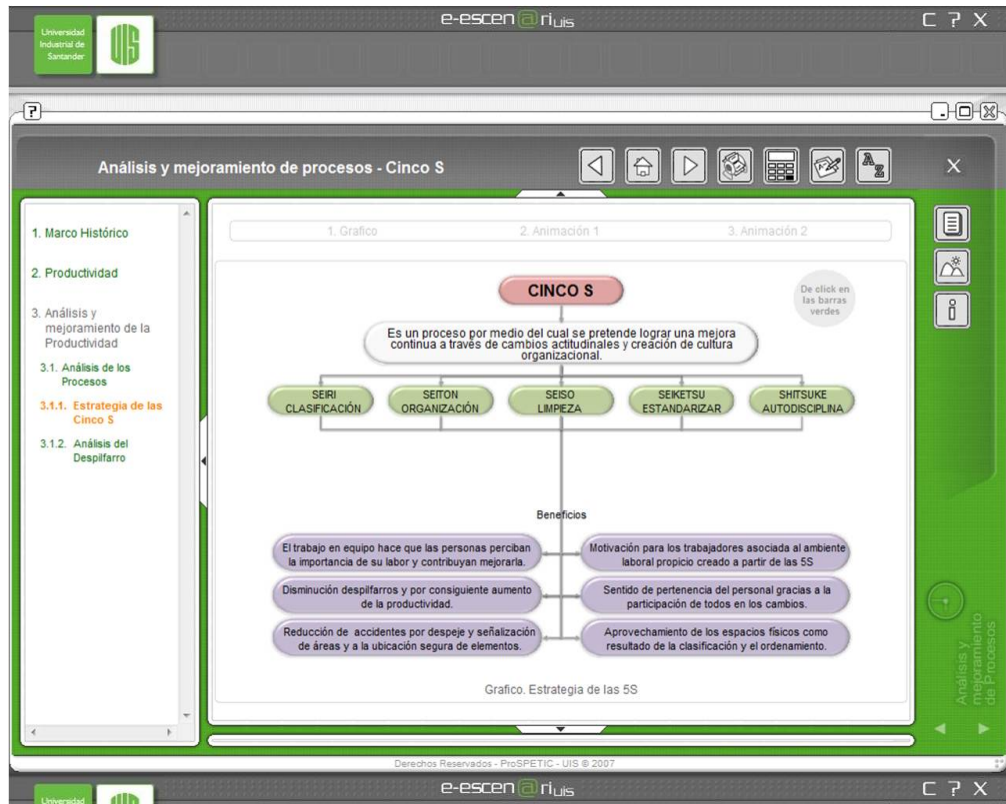 e-escen@riuis
C ? X
Universidad
Industrial de
Santander
UIS
?
Análisis y mejoramiento de procesos - Cinco S
A
Z
X
1. Marco Histórico
2. Productividad
3. Análisis y
mejoramiento de la
Productividad
3.1. Análisis de los
Procesos
3.1.1. Estrategia de las
Cinco S
3.1.2. Análisis del
Despilfarro
1. Grafico
2. Animación 1
3. Animación 2
CINCO S
De click en
las barras
verdes
Es un proceso por medio del cual se pretende lograr una mejora
continua a través de cambios actitudinales y creación de cultura
organizacional.
SEIRI
CLASIFICACIÓN
SEITON
ORGANIZACIÓN
SEISO
LIMPIEZA
SEIKETSU
ESTANDARIZAR
SHITSUKE
AUTODISCIPLINA
Beneficios
El trabajo en equipo hace que las personas perciban
la importancia de su labor y contribuyan mejorarla.
Motivación para los trabajadores asociada al ambiente
laboral propicio creado a partir de las 5S
Disminución despilfarros y por consiguiente aumento
de la productividad.
Sentido de pertenencia del personal gracias a la
participación de todos en los cambios.
Reducción de accidentes por despeje y señalización
de áreas y a la ubicación segura de elementos.
Aprovechamiento de los espacios físicos como
resultado de la clasificación y el ordenamiento.
Grafico. Estrategia de las 5S
Análisis y
mejoramiento
de Procesos
Derechos Reservados - ProSPETIC - UIS © 2007
e-escen@riuis
C ? X
Universidad